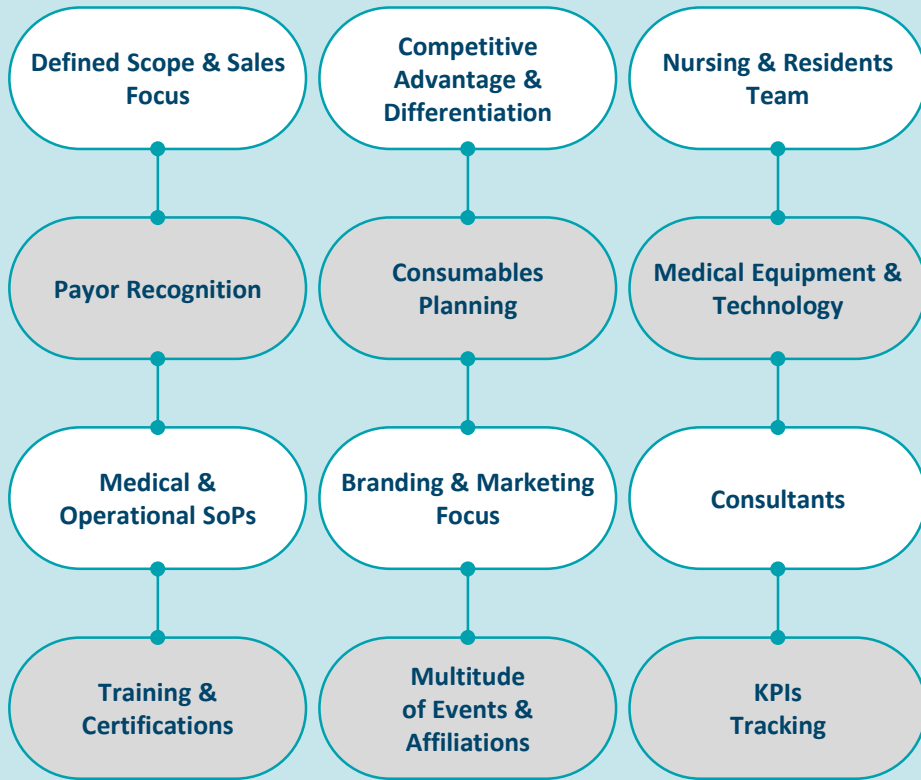 Defined Scope & Sales
Focus
Competitive
Advantage &
Differentiation
Nursing & Residents
Team
Payor Recognition
Consumables
Planning
Medical Equipment &
Technology
Medical &
Operational SoPs
Branding & Marketing
Focus
Consultants
Training &
Certifications
Multitude
of Events &
Affiliations
KPIs
Tracking